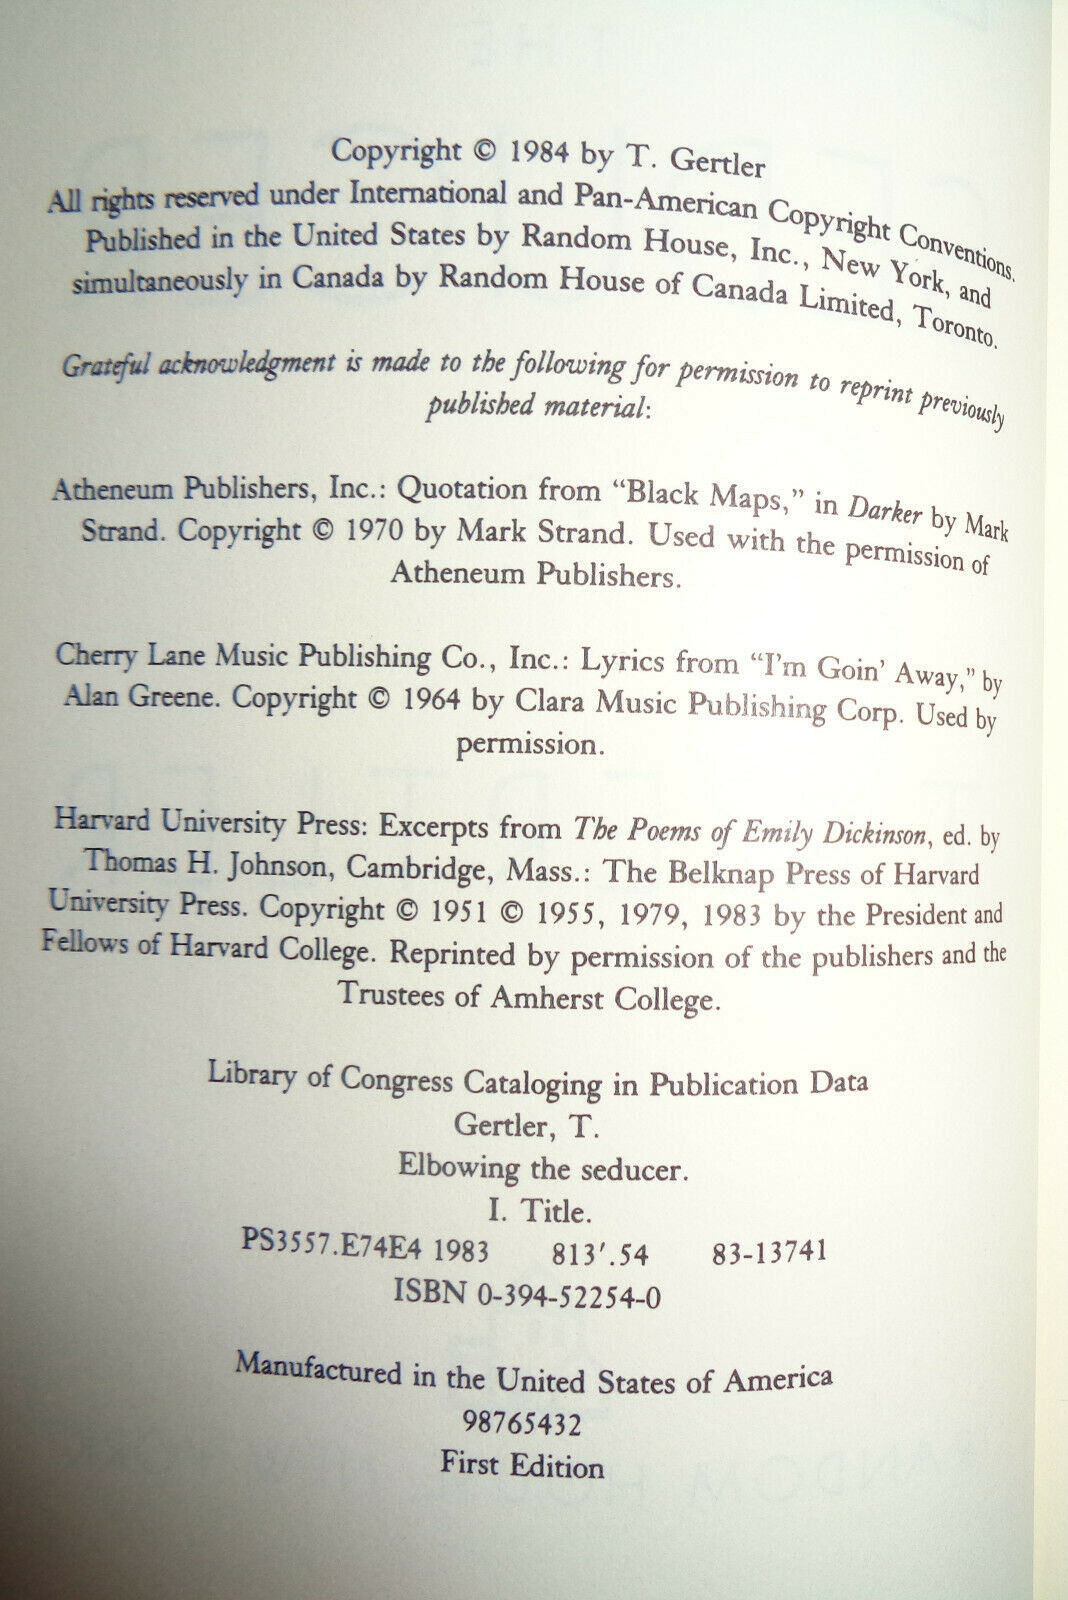 Copyright © 1984 by T. Gertler
All rights reserved under International and Pan-American Copyright Conventions.
Published in the United States by Random House, Inc., New York, and
simultaneously in Canada by Random House of Canada Limited, Toronto.
Grateful acknowledgment is made to the following for permission to reprint previously
published material:
Atheneum Publishers, Inc.: Quotation from “Black Maps,” in Darker by Mark
Strand. Copyright © 1970 by Mark Strand. Used with the permission of
Atheneum Publishers.
Cherry Lane Music Publishing Co., Inc.: Lyrics from “I'm Goin' Away,” by
Alan Greene. Copyright © 1964 by Clara Music Publishing Corp. Used by
permission.
Harvard University Press: Excerpts from The Poems of Emily Dickinson, ed. by
Thomas H. Johnson, Cambridge, Mass.: The Belknap Press of Harvard
University Press. Copyright © 1951 © 1955, 1979, 1983 by the President and
Fellows of Harvard College. Reprinted by permission of the publishers and the
Trustees of Amherst College.
Library of Congress Cataloging in Publication Data
Gertler, T.
Elbowing the seducer.
I. Title.
PS3557.E74E4 1983 813'.54 83-13741
ISBN 0-394-52254-0
Manufactured in the United States of America
98765432
First Edition